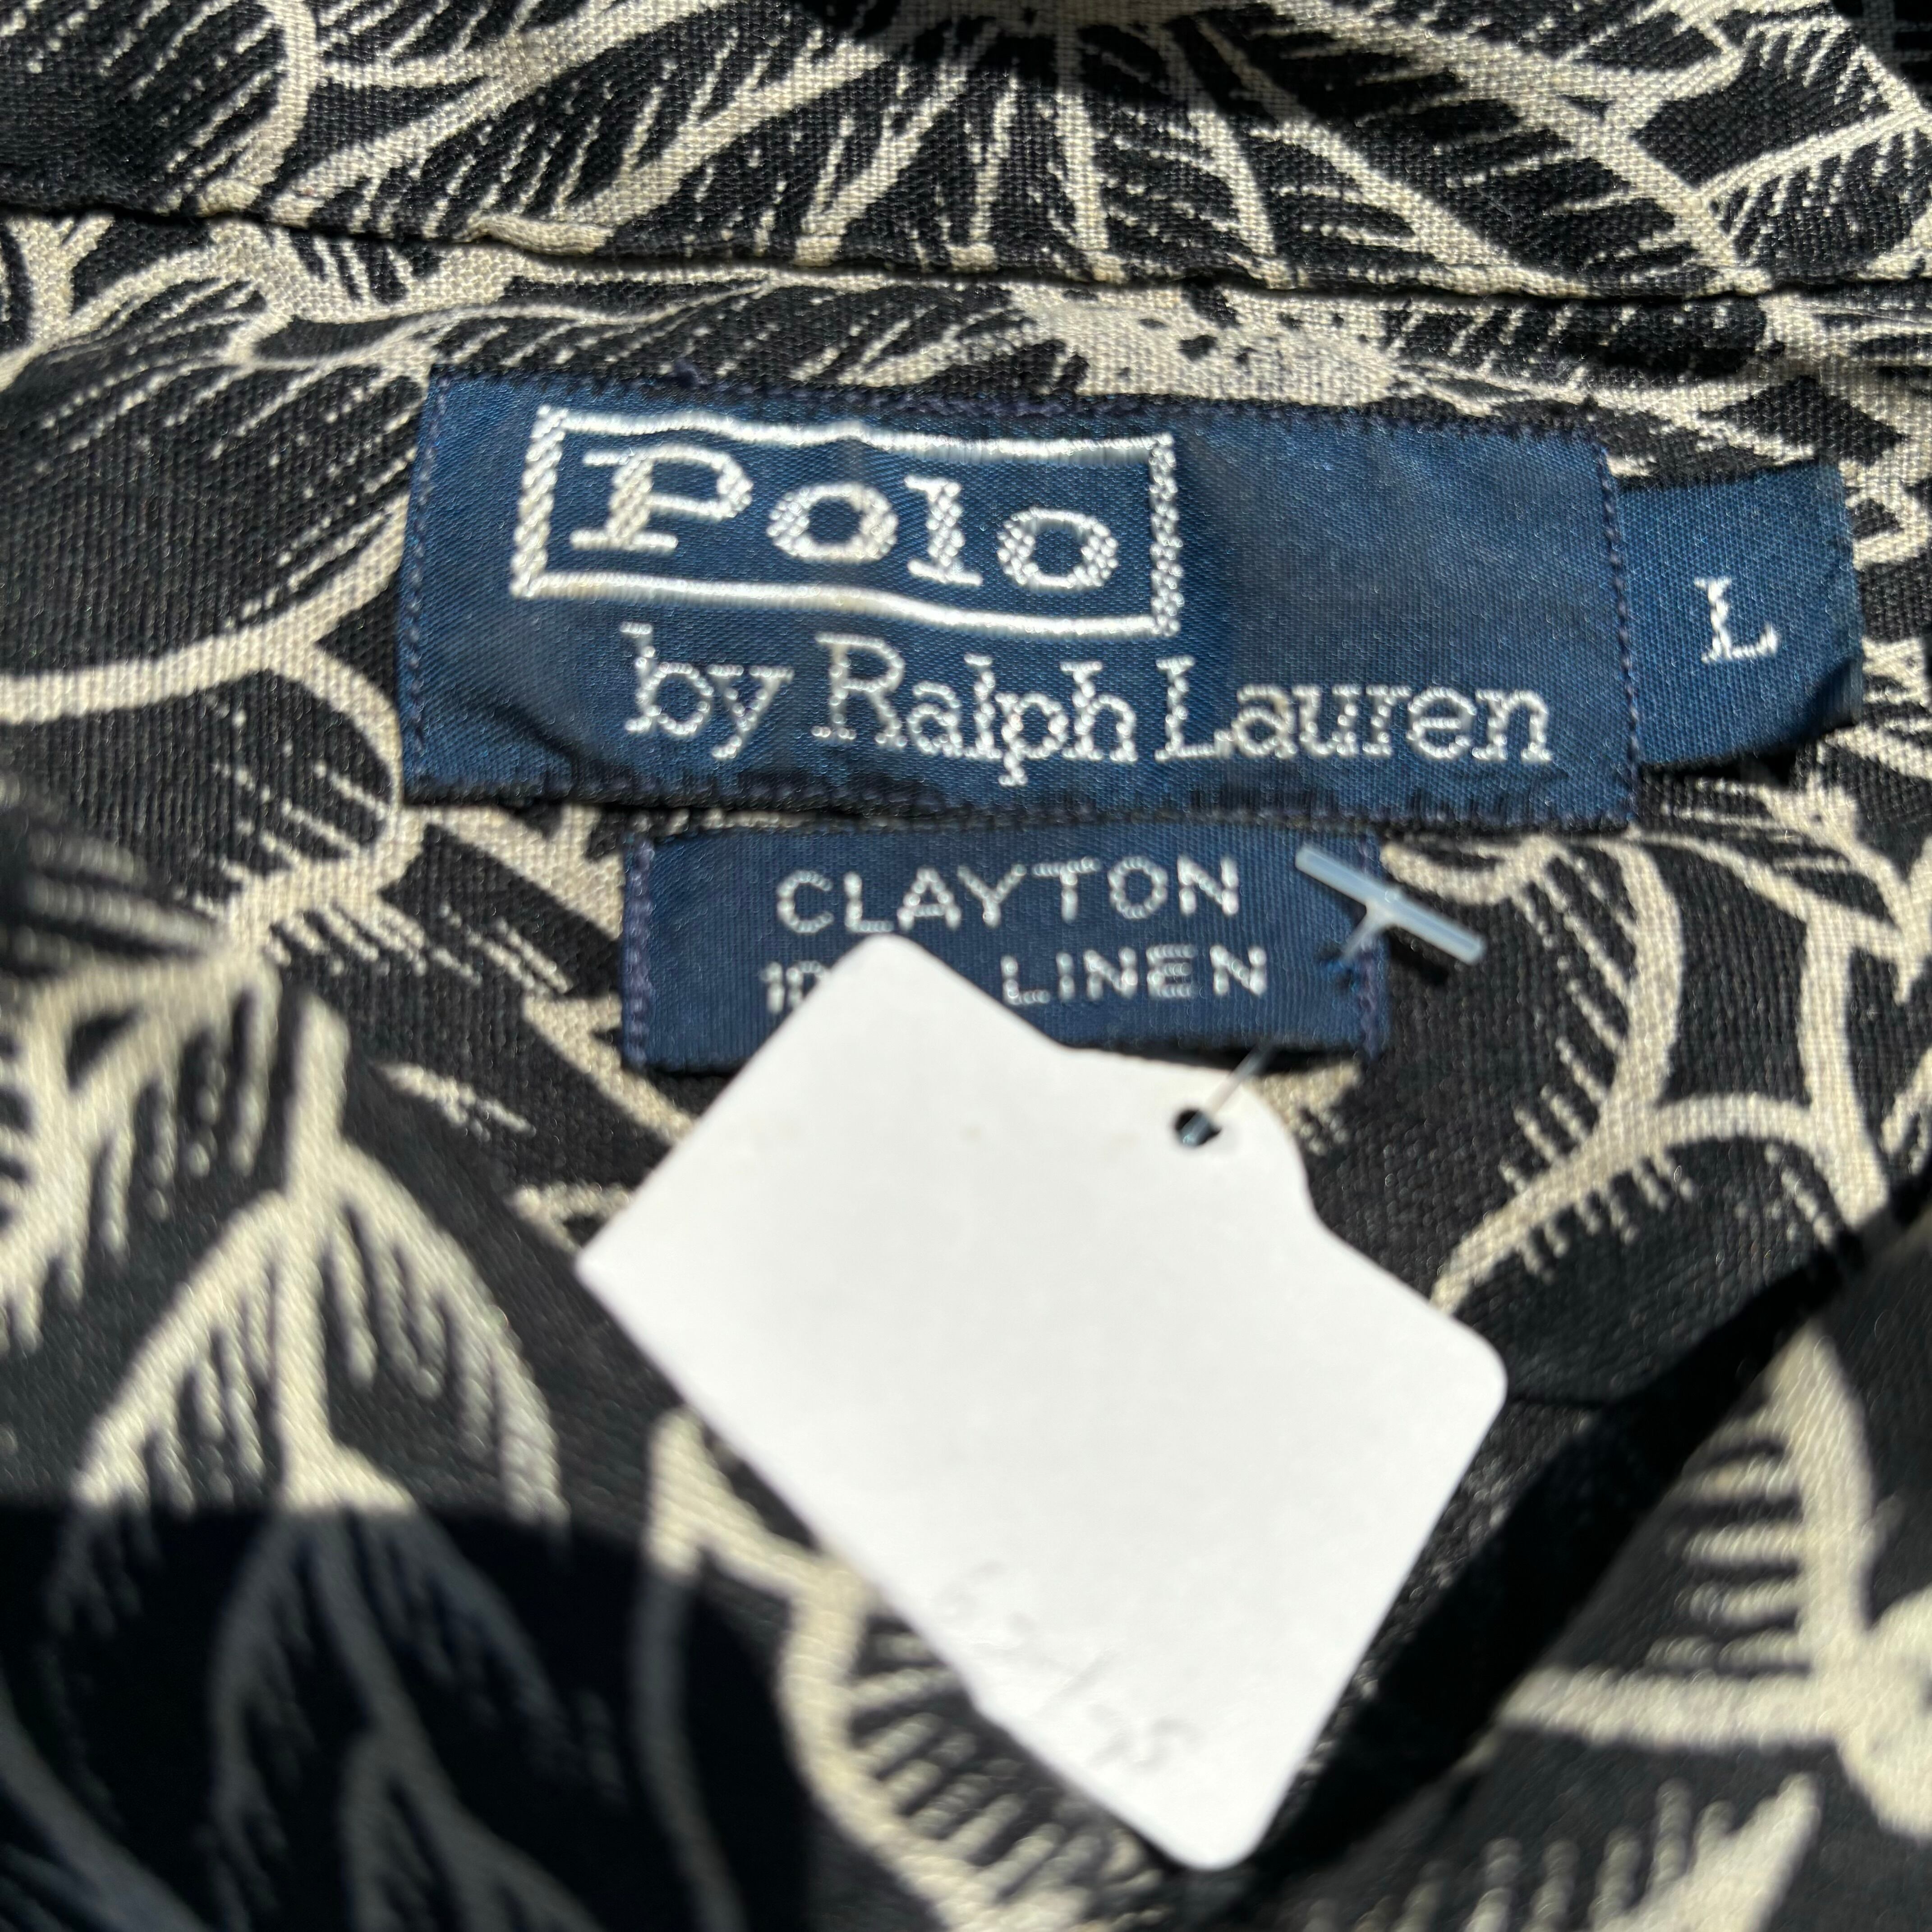 Polo
by Ralph Lauren
L
CLAYTON
LINEN